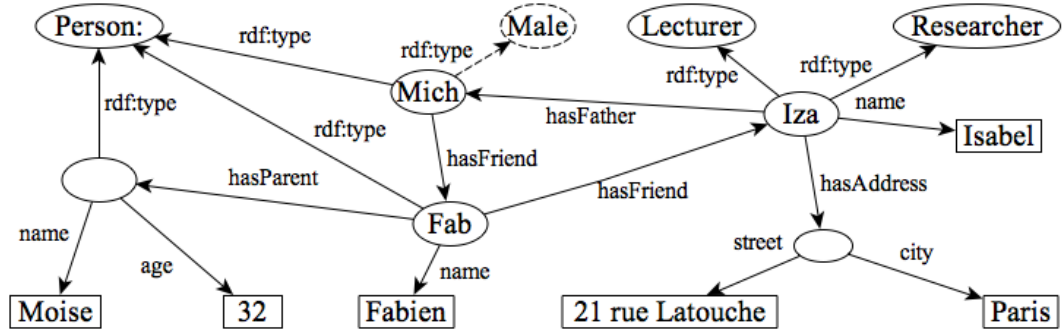 Person:
Male
Lecturer
Researcher
rdf:type
rdf:type
rdf:type
rdf:type
Mich
name
rdf:type
hasFather
Iza
rdf:type
Isabel
hasFriend
hasParent
hasFriend
hasAddress
Fab
name
street
city
age
name
Moise
32
Fabien
21 rue Latouche
Paris